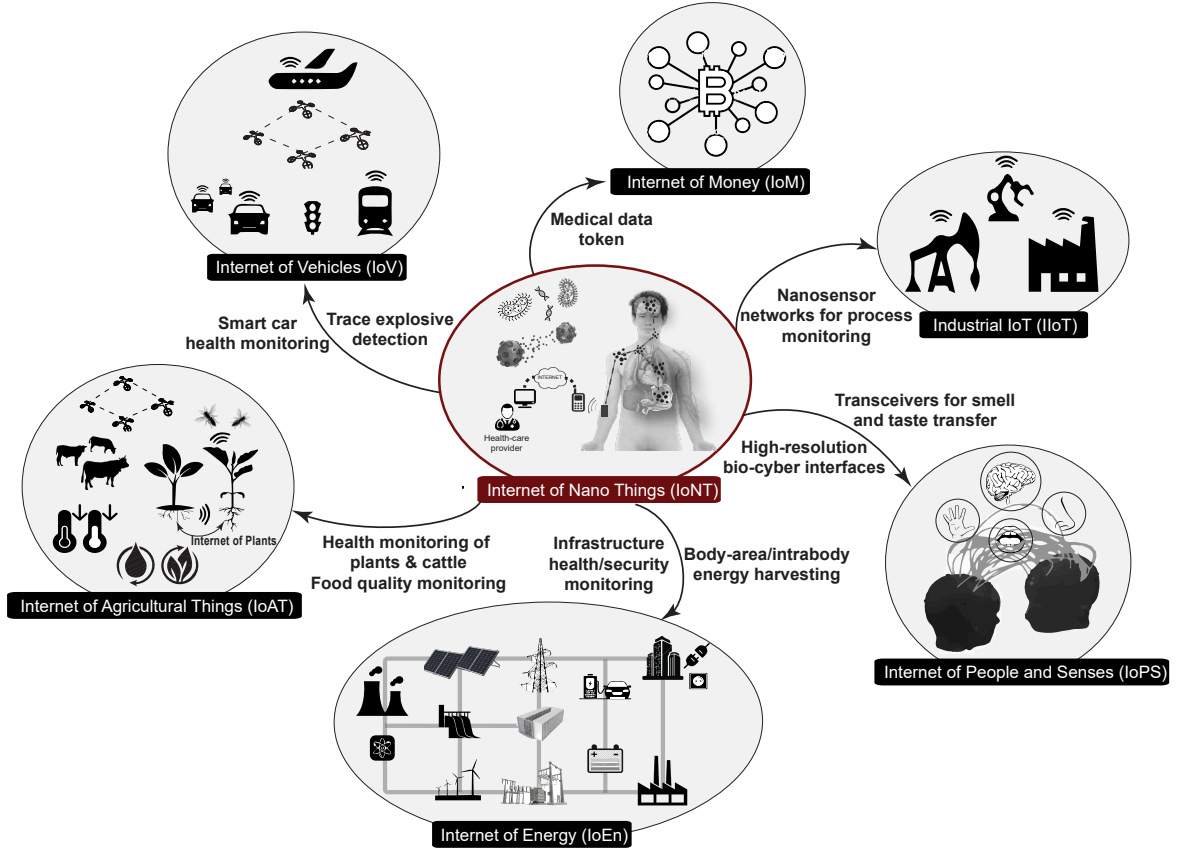 B
Internet of Money (IoM)
Internet of Vehicles (IoV)
Medical data
token
Industrial IoT (IIoT)
Nanosensor
networks for process
monitoring
Smart car
health monitoring
Trace explosive
detection
INTERNET
Health-care
provider
Internet of Nano Things (IoNT)
Transceivers for smell
and taste transfer
High-resolution
bio-cyber interfaces
Internet of Plants
Internet of Agricultural Things (IoAT)
Health monitoring of
plants & cattle
Food quality monitoring
Infrastructure
health/security
monitoring
Body-area/intrabody
energy harvesting
Internet of People and Senses (IoPS)
+ -
Internet of Energy (IoEn)